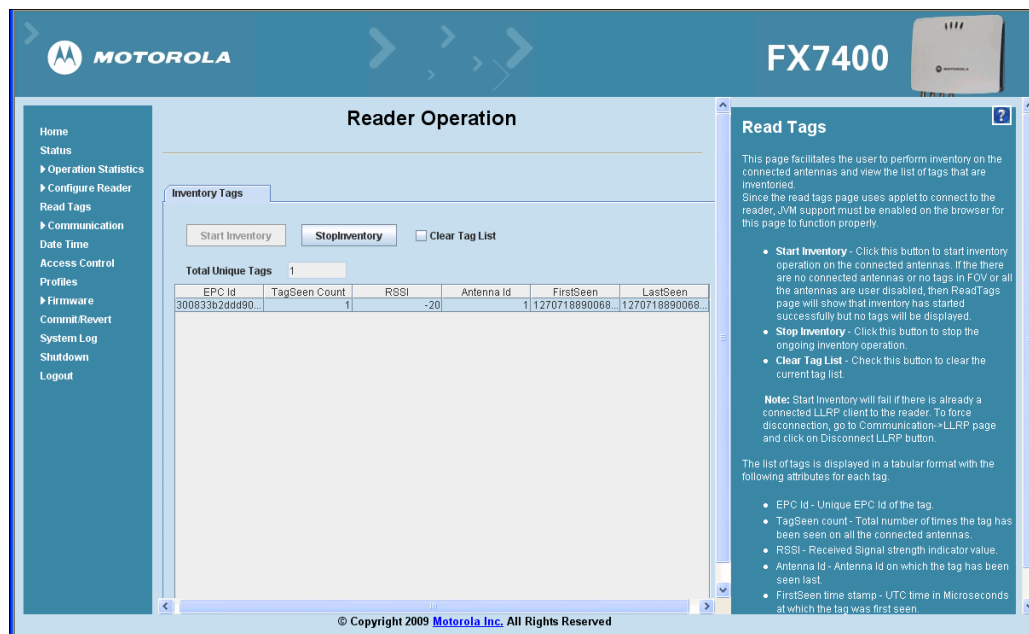 MOTOROLA
FX7400
Home
Status
Operation Statistics
Configure Reader
Read Tags
Communication
Date Time
Access Control
Profiles
Firmware
Commit/Revert
System Log
Shutdown
Logout
Reader Operation
Inventory Tags
Start Inventory StopInventory Clear Tag List
Total Unique Tags 1
EPC Id TagSeen Count RSSI Antenna Id FirstSeen LastSeen
300833b2ddd90... 1 -20 1 1270718890068... 1270718890068...
?
Read Tags
This page facilitates the user to perform inventory on the
connected antennas and view the list of tags that are
inventoried.
Since the read tags page uses applet to connect to the
reader, JVM support must be enabled on the browser for
this page to function properly.
• Start Inventory - Click this button to start inventory
operation on the connected antennas. If the there
are no connected antennas or no tags in FOV or all
the antennas are user disabled, then ReadTags
page will show that inventory has started
successfully but no tags will be displayed.
• Stop Inventory - Click this button to stop the
ongoing inventory operation.
• Clear Tag List - Check this button to clear the
current tag list.
Note: Start Inventory will fail if there is already a
connected LLRP client to the reader. To force
disconnection, go to Communication->LLRP page
and click on Disconnect LLRP button.
The list of tags is displayed in a tabular format with the
following attributes for each tag.
• EPC Id - Unique EPC Id of the tag.
• TagSeen count - Total number of times the tag has
been seen on all the connected antennas.
• RSSI - Received Signal strength indicator value.
• Antenna Id - Antenna Id on which the tag has been
seen last.
• FirstSeen time stamp - UTC time in Microseconds
at which the tag was first seen.
© Copyright 2009 Motorola Inc. All Rights Reserved